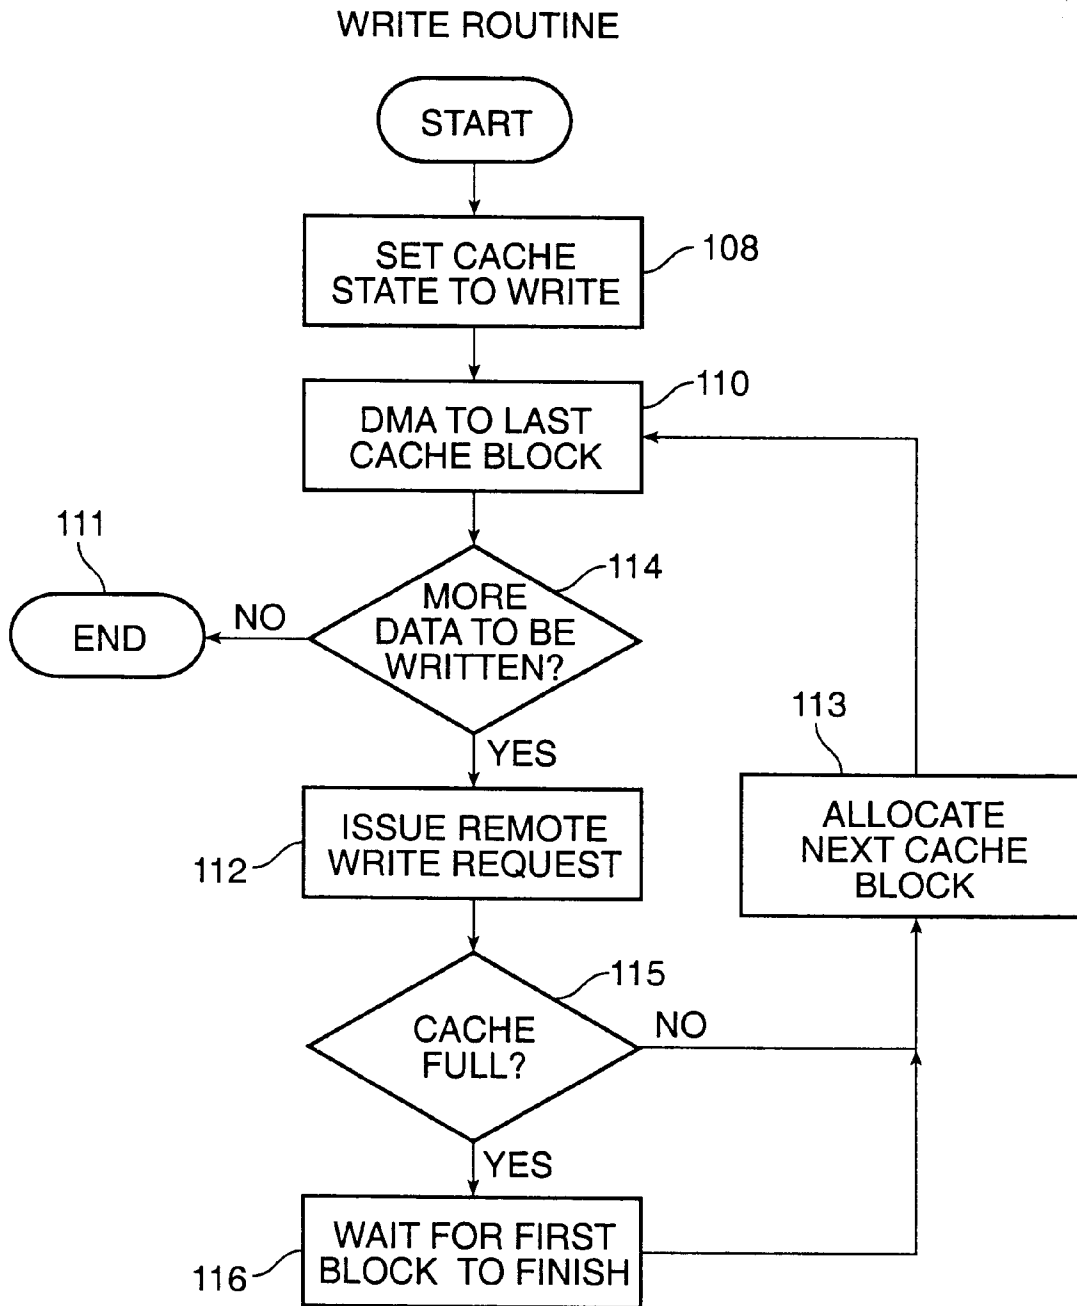 WRITE ROUTINE
START
SET CACHE
STATE TO WRITE
108
DMA TO LAST
CACHE BLOCK
110
111
END
NO
MORE
DATA TO BE
WRITTEN?
114
YES
ISSUE REMOTE
WRITE REQUEST
112
113
ALLOCATE
NEXT CACHE
BLOCK
CACHE
FULL?
115
NO
YES
WAIT FOR FIRST
BLOCK TO FINISH
116